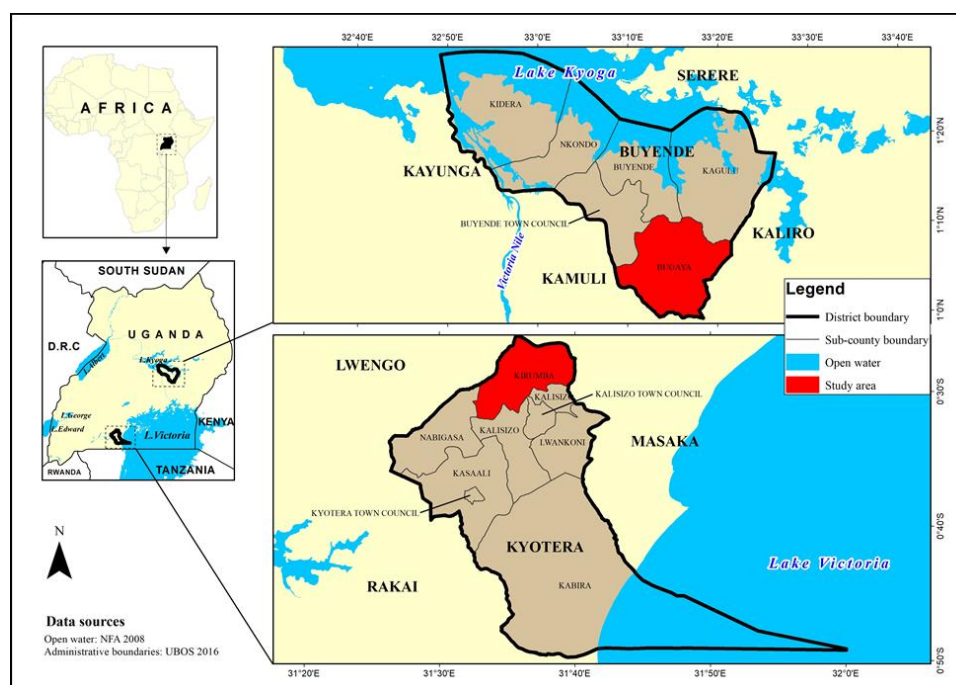 AFRICA
SOUTH SUDAN
UGANDA
D.R.C
L.Albert
L.Kyoga
L.George
L.Edward
L.Victoria
KENYA
RWANDA
TANZANIA
N
Data sources
Open water: NFA 2008
Administrative boundaries: UBOS 2016
32°40'E
32°50'E
33°0'E
33°10'E
33°20'E
33°30'E
33°40'E
Lake Kyoga
SERERE
KIDERA
NKONDO
BUYENDE
BUYENDE
KAGULU
KAYUNGA
BUYENDE TOWN COUNCIL
KALIRO
Victoria Nile
KAMULI
BUGAYA
1°20'N
1°10'N
1°0'N
Legend
District boundary
Sub-county boundary
Open water
Study area
LWENGO
KIRUMBA
KALISIZO
KALISIZO TOWN COUNCIL
NABIGASA
KALISIZO
LWANKONI
MASAKA
KASAALI
KYOTERA TOWN COUNCIL
KYOTERA
Lake Victoria
RAKAI
KABIRA
0°30'S
0°40'S
0°50'S
31°20'E
31°30'E
31°40'E
31°50'E
32°0'E